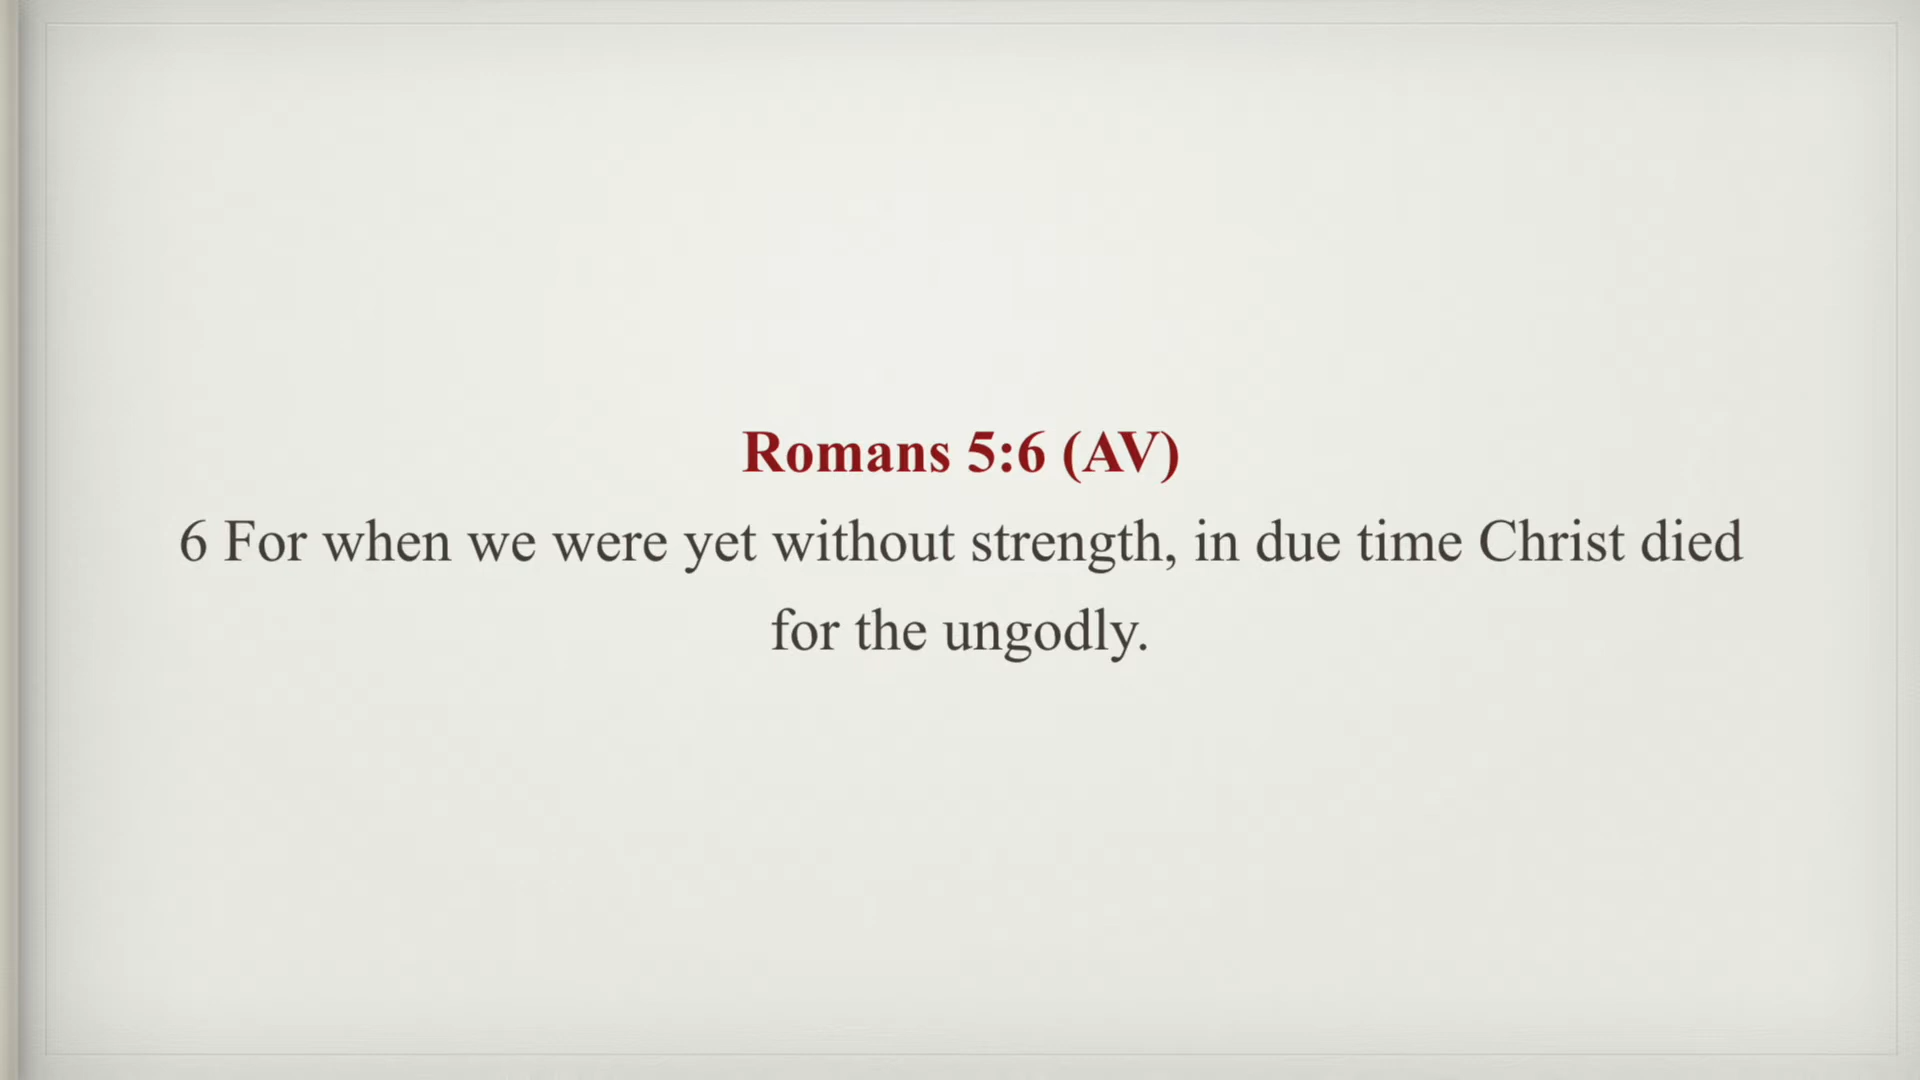 Romans 5:6 (AV)
6 For when we were yet without strength, in due time Christ died
for the ungodly.